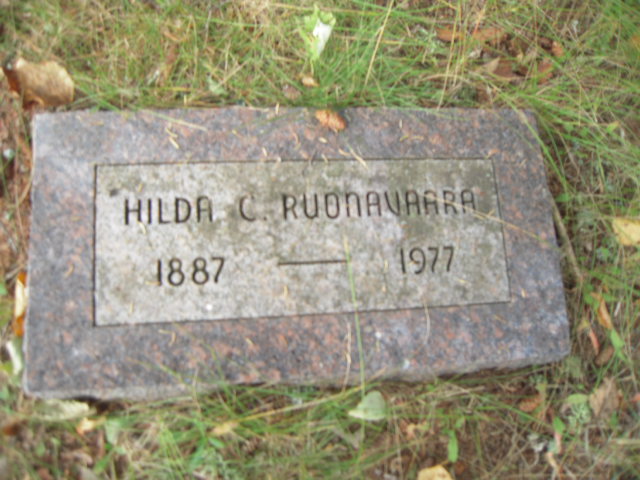 HILDA C. RUONAVAARA
1887 — 1977